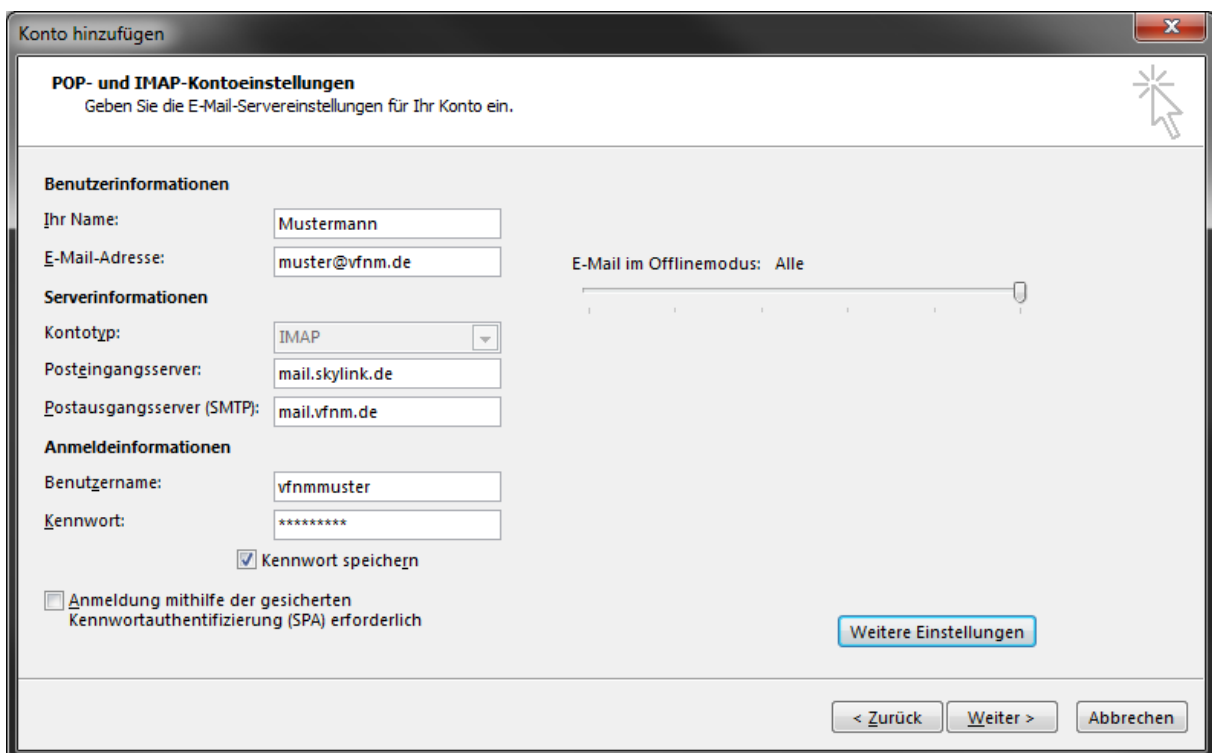 Konto hinzufügen
POP- und IMAP-Kontoeinstellungen
Geben Sie die E-Mail-Servereinstellungen für Ihr Konto ein.
Benutzerinformationen
Ihr Name: Mustermann
E-Mail-Adresse: muster@vfnm.de
E-Mail im Offlinemodus: Alle
Serverinformationen
Kontotyp: IMAP
Posteingangsserver: mail.skylink.de
Postausgangsserver (SMTP): mail.vfnm.de
Anmeldeinformationen
Benutzername: vfnmmuster
Kennwort: *********
Kennwort speichern
Anmeldung mithilfe der gesicherten
Kennwortauthentifizierung (SPA) erforderlich
Weitere Einstellungen
< Zurück Weiter > Abbrechen